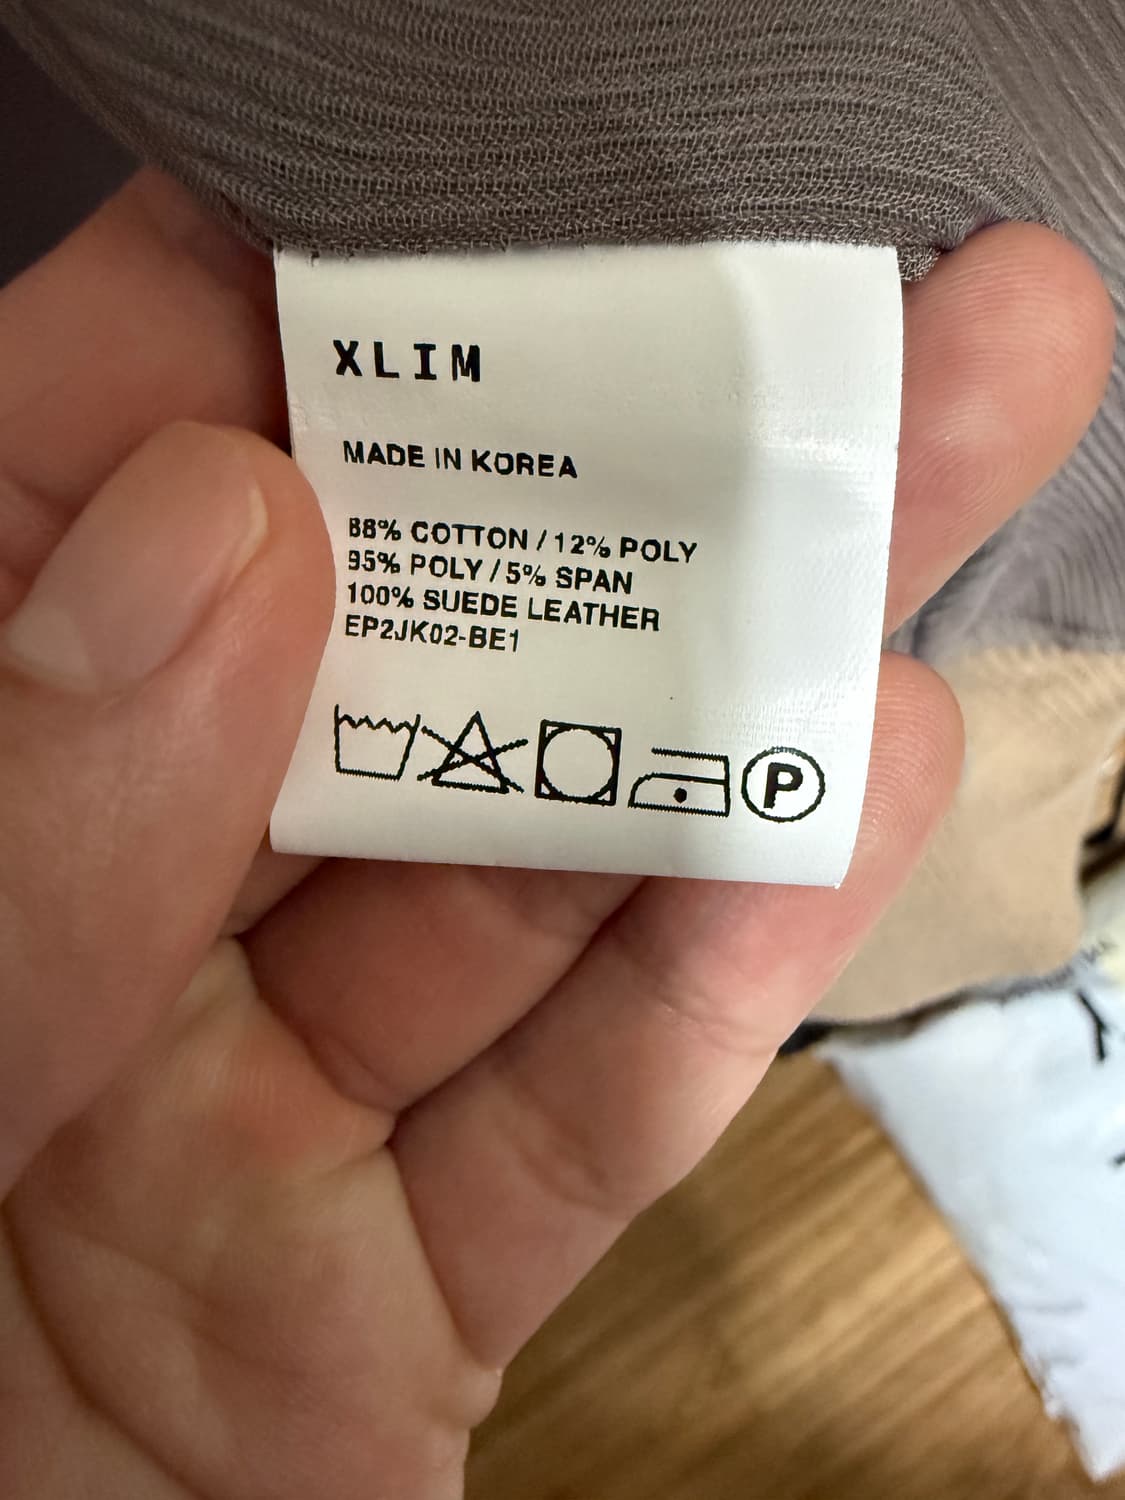 XLIM
MADE IN KOREA
88% COTTON / 12% POLY
95% POLY / 5% SPAN
100% SUEDE LEATHER
EP2JK02-BE1
P